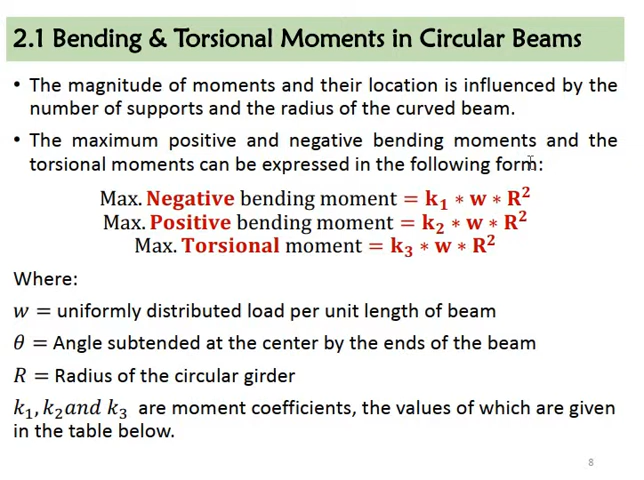 2.1 Bending & Torsional Moments in Circular Beams
• The magnitude of moments and their location is influenced by the
number of supports and the radius of the curved beam.
• The maximum positive and negative bending moments and the
torsional moments can be expressed in the following form:
Max. Negative bending moment = k₁ ∗ w ∗ R²
Max. Positive bending moment = k₂ ∗ w ∗ R²
Max. Torsional moment = k₃ ∗ w ∗ R²
Where:
w = uniformly distributed load per unit length of beam
θ = Angle subtended at the center by the ends of the beam
R = Radius of the circular girder
k₁, k₂and k₃ are moment coefficients, the values of which are given
in the table below.
8